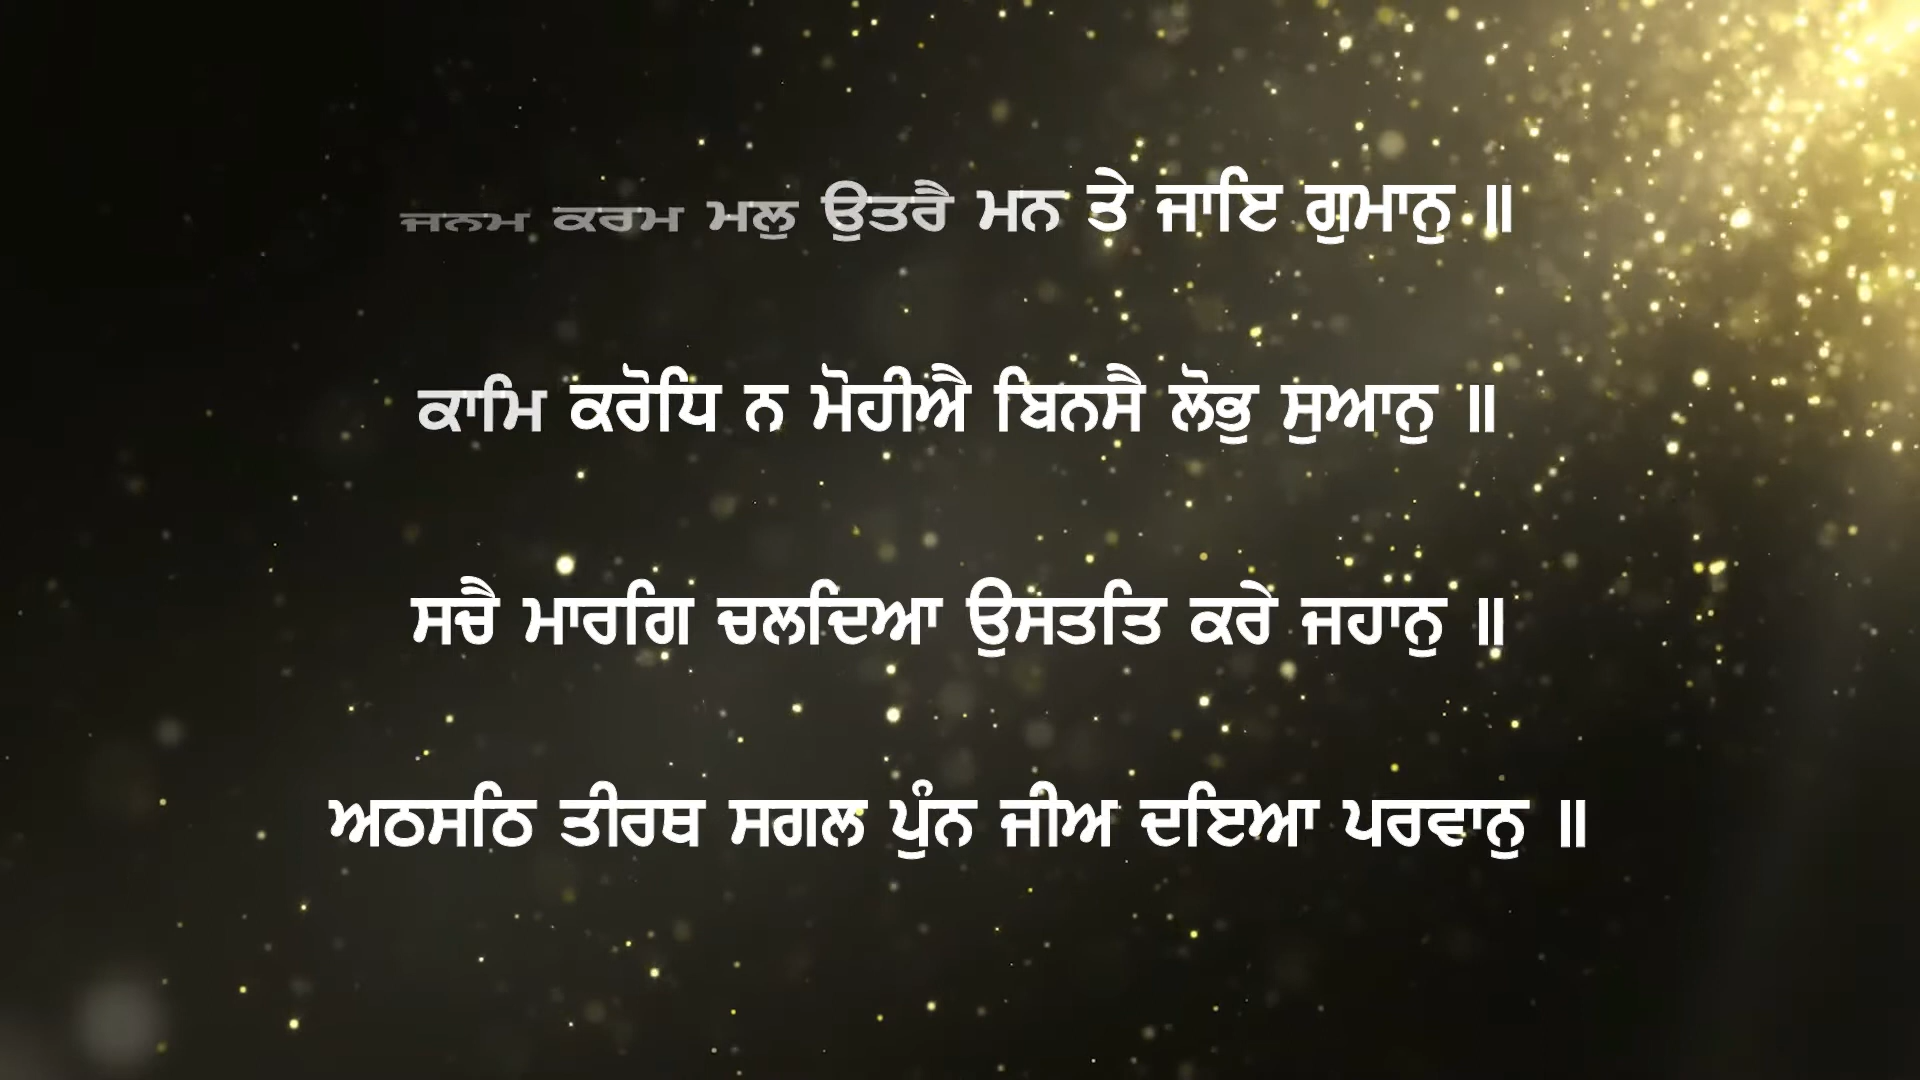 ਜਨਮ ਕਰਮ ਮਲੁ ਉਤਰੈ ਮਨ ਤੇ ਜਾਇ ਗੁਮਾਨੁ ॥
ਕਾਮਿ ਕਰੋਧਿ ਨ ਮੋਹੀਐ ਬਿਨਸੈ ਲੋਭੁ ਸੁਆਨੁ ॥
ਸਚੈ ਮਾਰਗਿ ਚਲਦਿਆ ਉਸਤਤਿ ਕਰੇ ਜਹਾਨੁ ॥
ਅਠਸਠਿ ਤੀਰਥ ਸਗਲ ਪੁੰਨ ਜੀਅ ਦਇਆ ਪਰਵਾਨੁ ॥